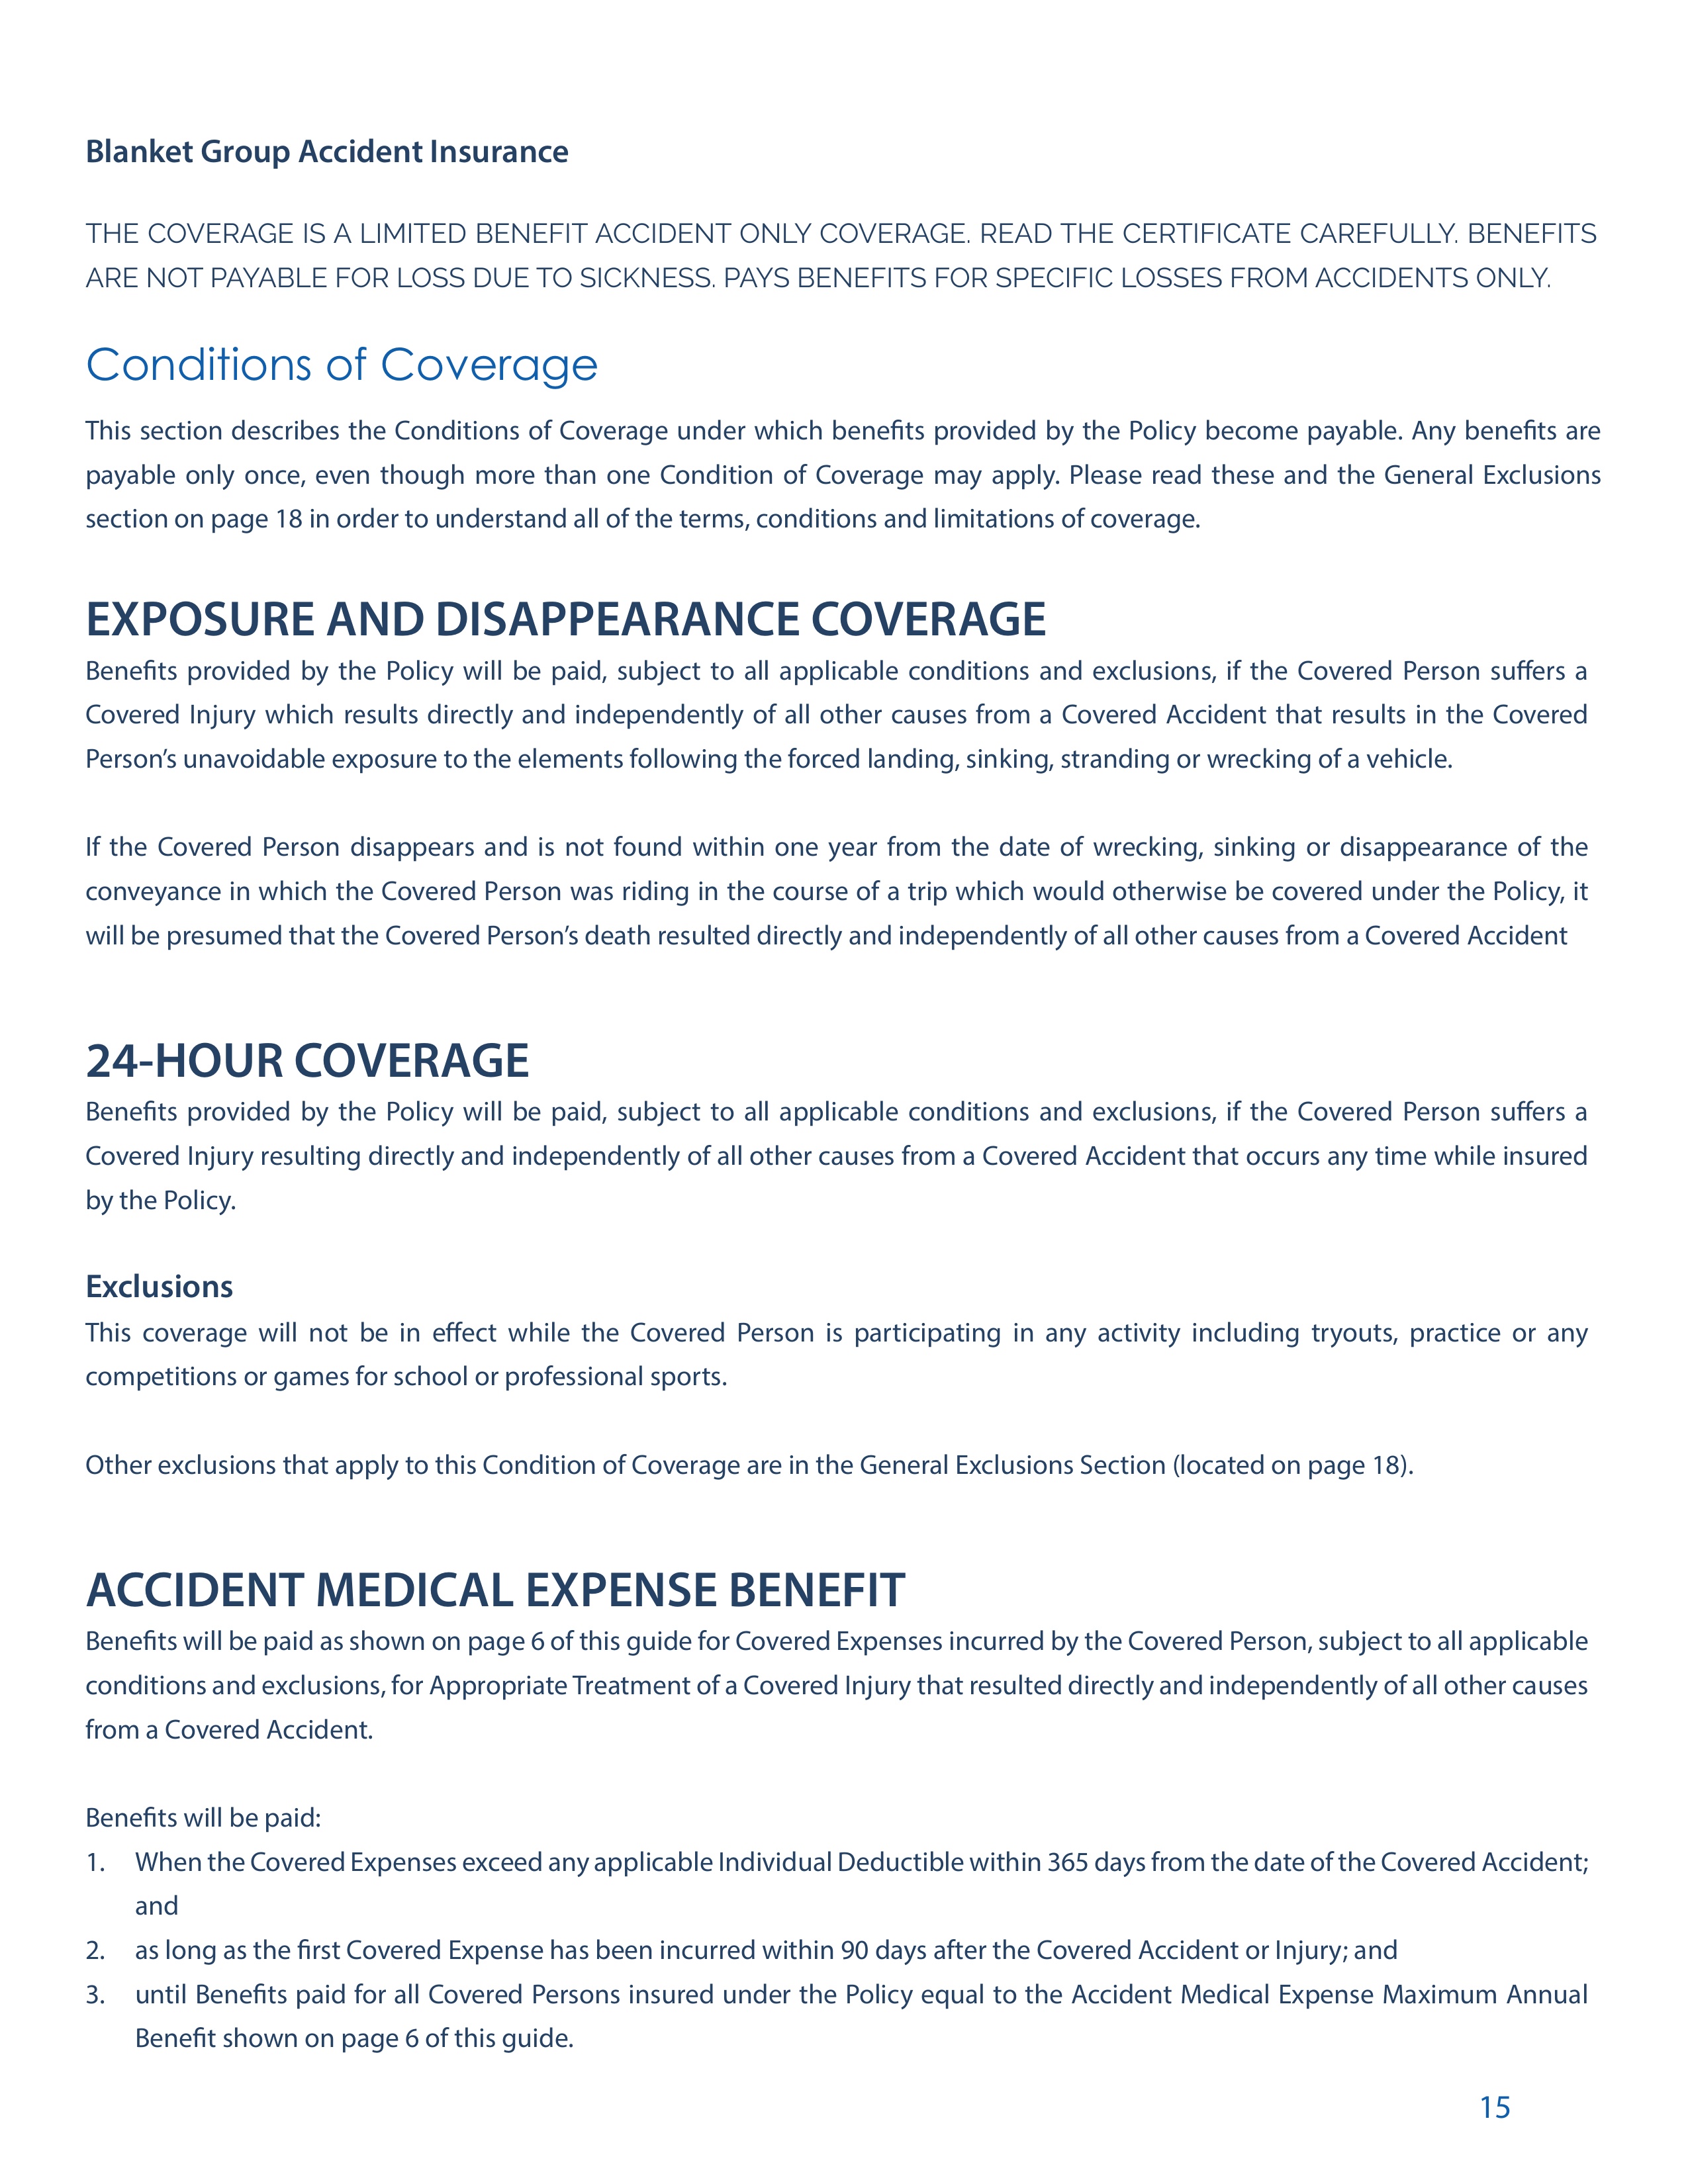 Blanket Group Accident Insurance
THE COVERAGE IS A LIMITED BENEFIT ACCIDENT ONLY COVERAGE. READ THE CERTIFICATE CAREFULLY. BENEFITS
ARE NOT PAYABLE FOR LOSS DUE TO SICKNESS. PAYS BENEFITS FOR SPECIFIC LOSSES FROM ACCIDENTS ONLY.
Conditions of Coverage
This section describes the Conditions of Coverage under which benefits provided by the Policy become payable. Any benefits are
payable only once, even though more than one Condition of Coverage may apply. Please read these and the General Exclusions
section on page 18 in order to understand all of the terms, conditions and limitations of coverage.
EXPOSURE AND DISAPPEARANCE COVERAGE
Benefits provided by the Policy will be paid, subject to all applicable conditions and exclusions, if the Covered Person suffers a
Covered Injury which results directly and independently of all other causes from a Covered Accident that results in the Covered
Person's unavoidable exposure to the elements following the forced landing, sinking, stranding or wrecking of a vehicle.
If the Covered Person disappears and is not found within one year from the date of wrecking, sinking or disappearance of the
conveyance in which the Covered Person was riding in the course of a trip which would otherwise be covered under the Policy, it
will be presumed that the Covered Person's death resulted directly and independently of all other causes from a Covered Accident
24-HOUR COVERAGE
Benefits provided by the Policy will be paid, subject to all applicable conditions and exclusions, if the Covered Person suffers a
Covered Injury resulting directly and independently of all other causes from a Covered Accident that occurs any time while insured
by the Policy.
Exclusions
This coverage will not be in effect while the Covered Person is participating in any activity including tryouts, practice or any
competitions or games for school or professional sports.
Other exclusions that apply to this Condition of Coverage are in the General Exclusions Section (located on page 18).
ACCIDENT MEDICAL EXPENSE BENEFIT
Benefits will be paid as shown on page 6 of this guide for Covered Expenses incurred by the Covered Person, subject to all applicable
conditions and exclusions, for Appropriate Treatment of a Covered Injury that resulted directly and independently of all other causes
from a Covered Accident.
Benefits will be paid:
1. When the Covered Expenses exceed any applicable Individual Deductible within 365 days from the date of the Covered Accident;
and
2. as long as the first Covered Expense has been incurred within 90 days after the Covered Accident or Injury; and
3. until Benefits paid for all Covered Persons insured under the Policy equal to the Accident Medical Expense Maximum Annual
Benefit shown on page 6 of this guide.
15